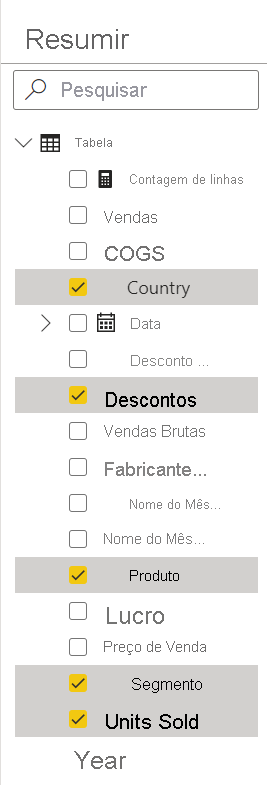 Resumir
Pesquisar
Tabela
Contagem de linhas
Vendas
COGS
Country
Data
Desconto ...
Descontos
Vendas Brutas
Fabricante...
Nome do Mês...
Nome do Mês...
Produto
Lucro
Preço de Venda
Segmento
Units Sold
Year